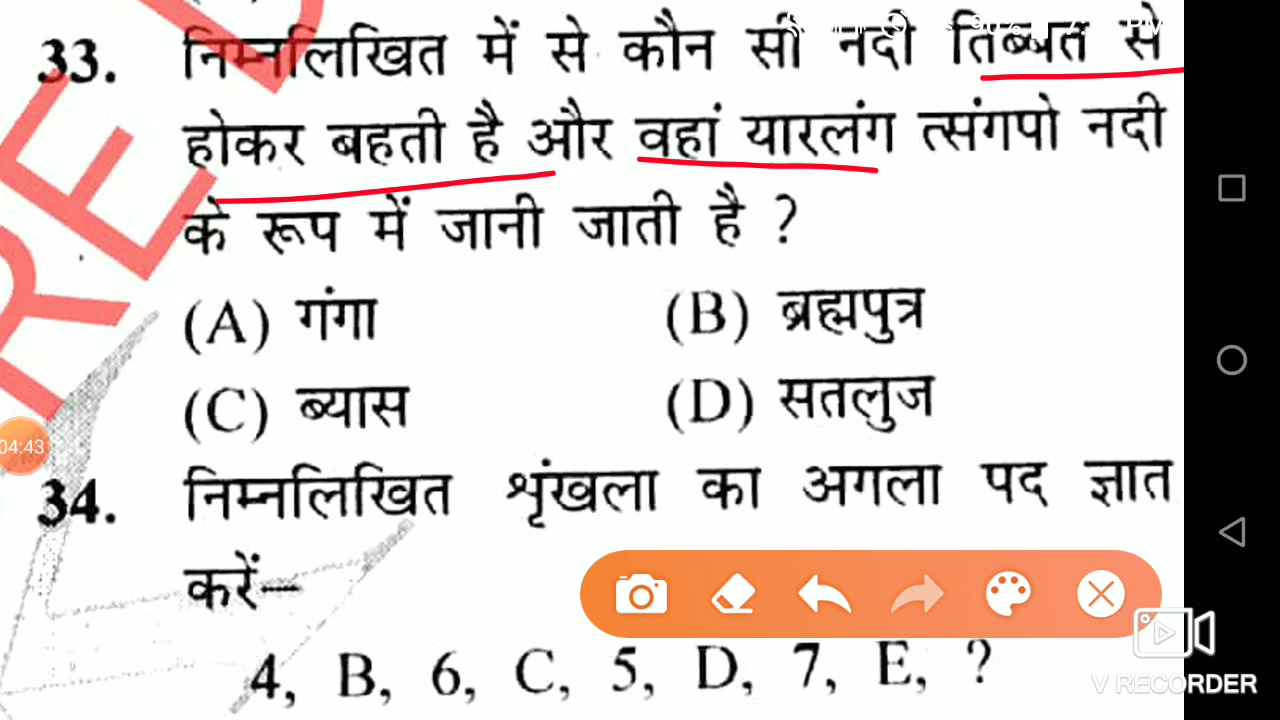 33. निम्नलिखित में से कौन सी नदी तिब्बत से
होकर बहती है और वहां यारलंग त्संगपो नदी
के रूप में जानी जाती है ?
(A) गंगा (B) ब्रह्मपुत्र
(C) ब्यास (D) सतलुज
04:43
34. निम्नलिखित शृंखला का अगला पद ज्ञात
करें—
4, B, 6, C, 5, D, 7, E, ?
V RECORDER